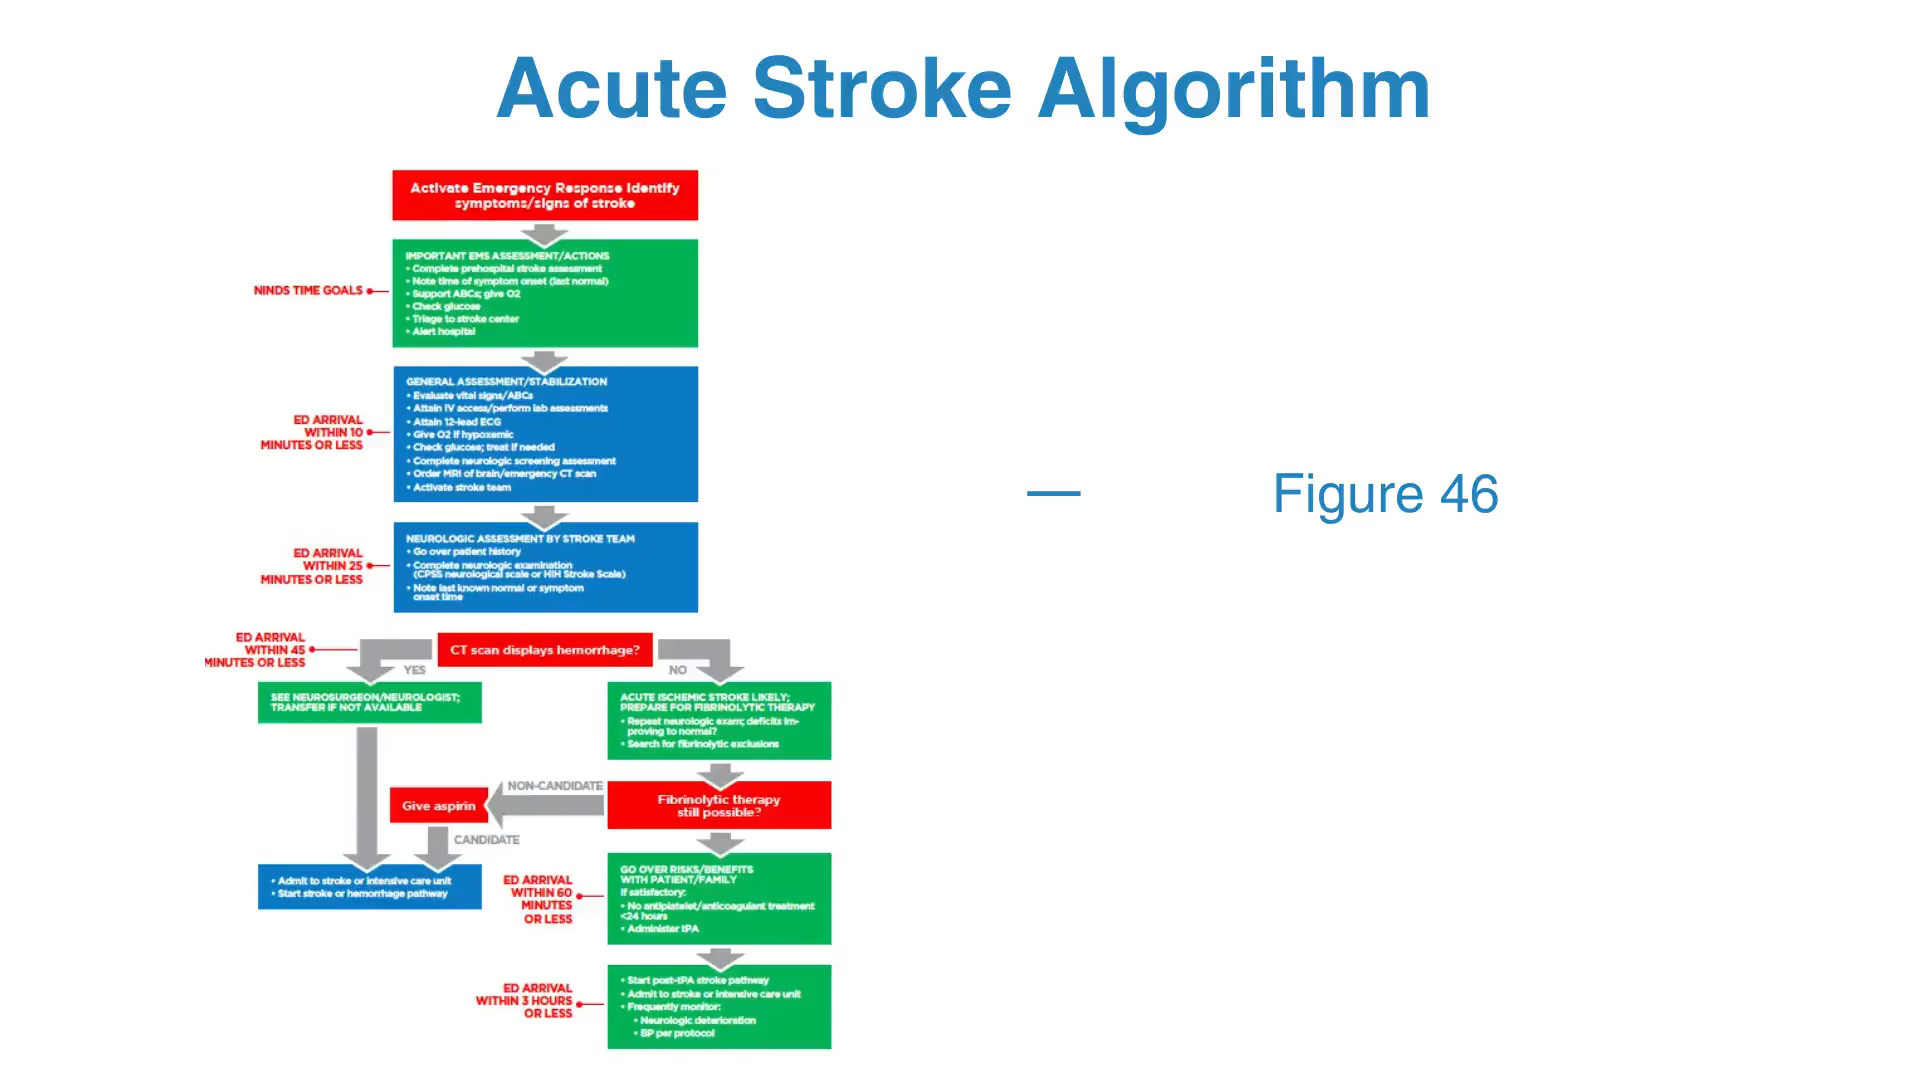 Acute Stroke Algorithm
Activate Emergency Response Identify
symptoms/signs of stroke
NINDS TIME GOALS
IMPORTANT EMS ASSESSMENT/ACTIONS
• Complete prehospital stroke assessment
• Note time of symptom onset (last normal)
• Support ABCs; give O2
• Check glucose
• Triage to stroke center
• Alert hospital
ED ARRIVAL
WITHIN 10
MINUTES OR LESS
GENERAL ASSESSMENT/STABILIZATION
• Evaluate vital signs/ABCs
• Attain IV access/perform lab assessments
• Attain 12-lead ECG
• Give O2 if hypoxemic
• Check glucose; treat if needed
• Complete neurologic screening assessment
• Order MRI of brain/emergency CT scan
• Activate stroke team
— Figure 46
ED ARRIVAL
WITHIN 25
MINUTES OR LESS
NEUROLOGIC ASSESSMENT BY STROKE TEAM
• Go over patient history
• Complete neurologic examination
(CPSS neurological scale or HIH Stroke Scale)
• Note last known normal or symptom
onset time
ED ARRIVAL
WITHIN 45
MINUTES OR LESS
CT scan displays hemorrhage?
YES
NO
SEE NEUROSURGEON/NEUROLOGIST;
TRANSFER IF NOT AVAILABLE
ACUTE ISCHEMIC STROKE LIKELY;
PREPARE FOR FIBRINOLYTIC THERAPY
• Repeat neurologic exam; deficits im-
proving to normal?
• Search for fibrinolytic exclusions
NON-CANDIDATE
Give aspirin
Fibrinolytic therapy
still possible?
CANDIDATE
• Admit to stroke or intensive care unit
• Start stroke or hemorrhage pathway
ED ARRIVAL
WITHIN 60
MINUTES
OR LESS
GO OVER RISKS/BENEFITS
WITH PATIENT/FAMILY
If satisfactory:
• No antiplatelet/anticoagulant treatment
<24 hours
• Administer tPA
ED ARRIVAL
WITHIN 3 HOURS
OR LESS
• Start post-tPA stroke pathway
• Admit to stroke or intensive care unit
• Frequently monitor:
• Neurologic deterioration
• BP per protocol